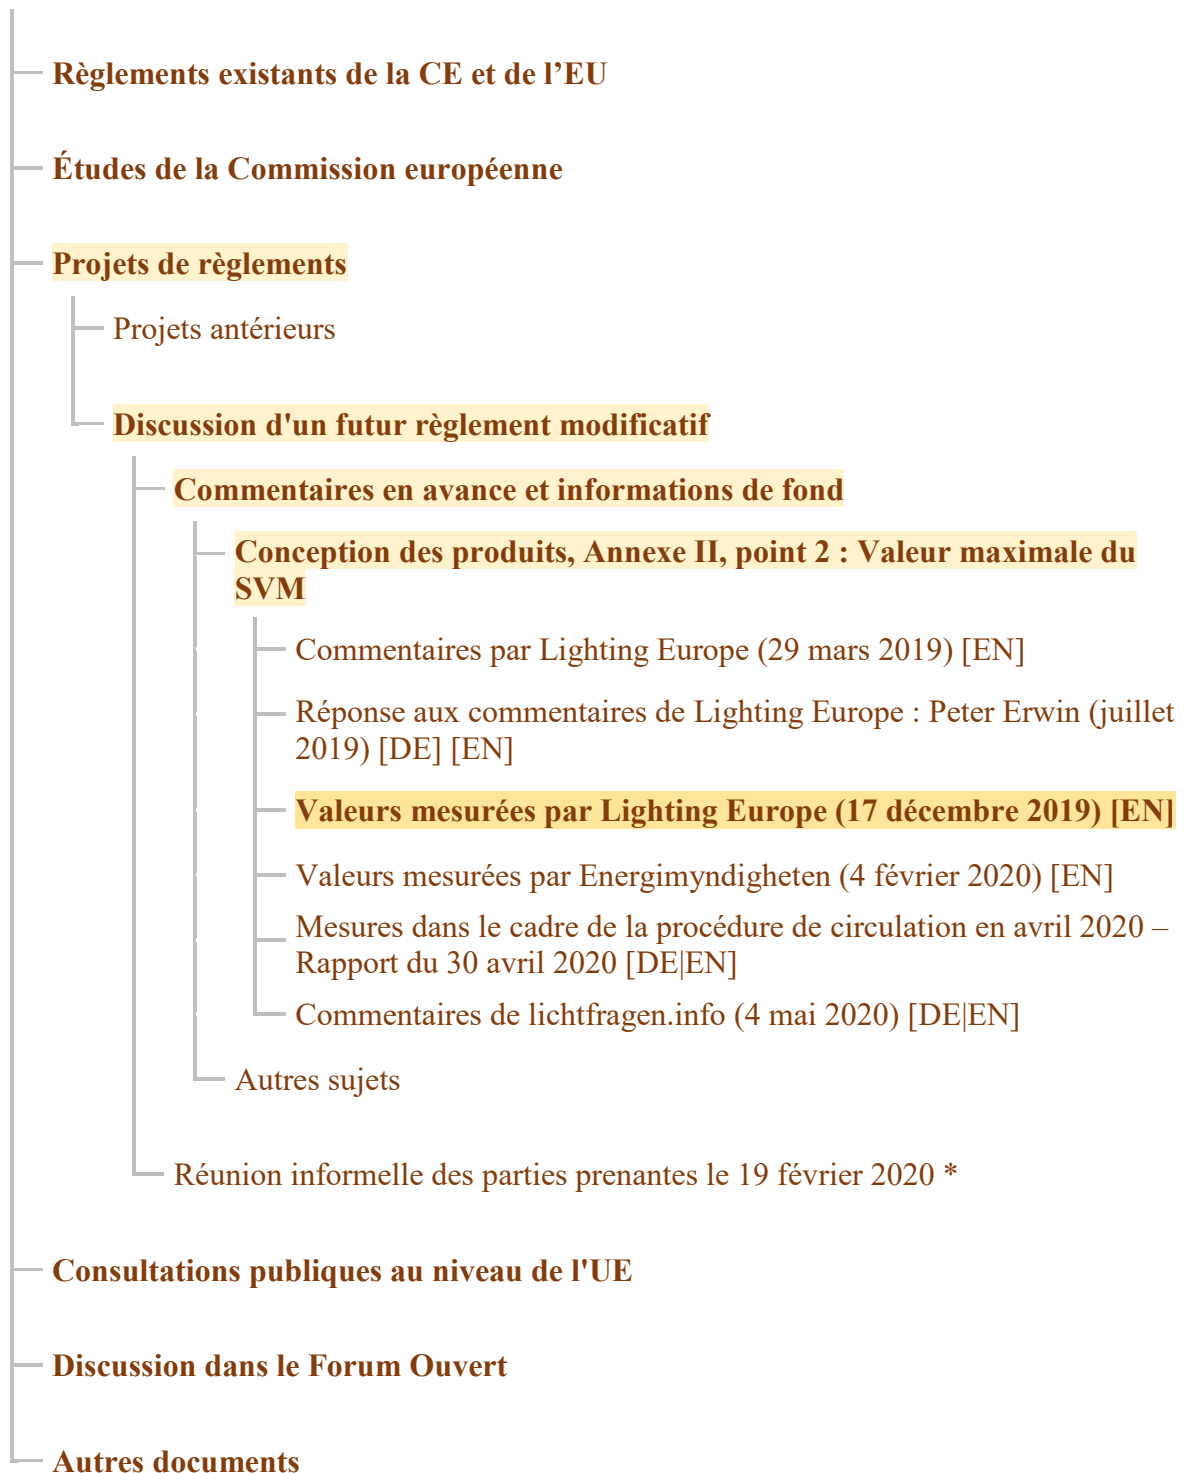 Règlements existants de la CE et de l’EU
Études de la Commission européenne
Projets de règlements
Projets antérieurs
Discussion d'un futur règlement modificatif
Commentaires en avance et informations de fond
Conception des produits, Annexe II, point 2 : Valeur maximale du
SVM
Commentaires par Lighting Europe (29 mars 2019) [EN]
Réponse aux commentaires de Lighting Europe : Peter Erwin (juillet
2019) [DE] [EN]
Valeurs mesurées par Lighting Europe (17 décembre 2019) [EN]
Valeurs mesurées par Energimyndigheten (4 février 2020) [EN]
Mesures dans le cadre de la procédure de circulation en avril 2020 –
Rapport du 30 avril 2020 [DE|EN]
Commentaires de lichtfragen.info (4 mai 2020) [DE|EN]
Autres sujets
Réunion informelle des parties prenantes le 19 février 2020 *
Consultations publiques au niveau de l'UE
Discussion dans le Forum Ouvert
Autres documents